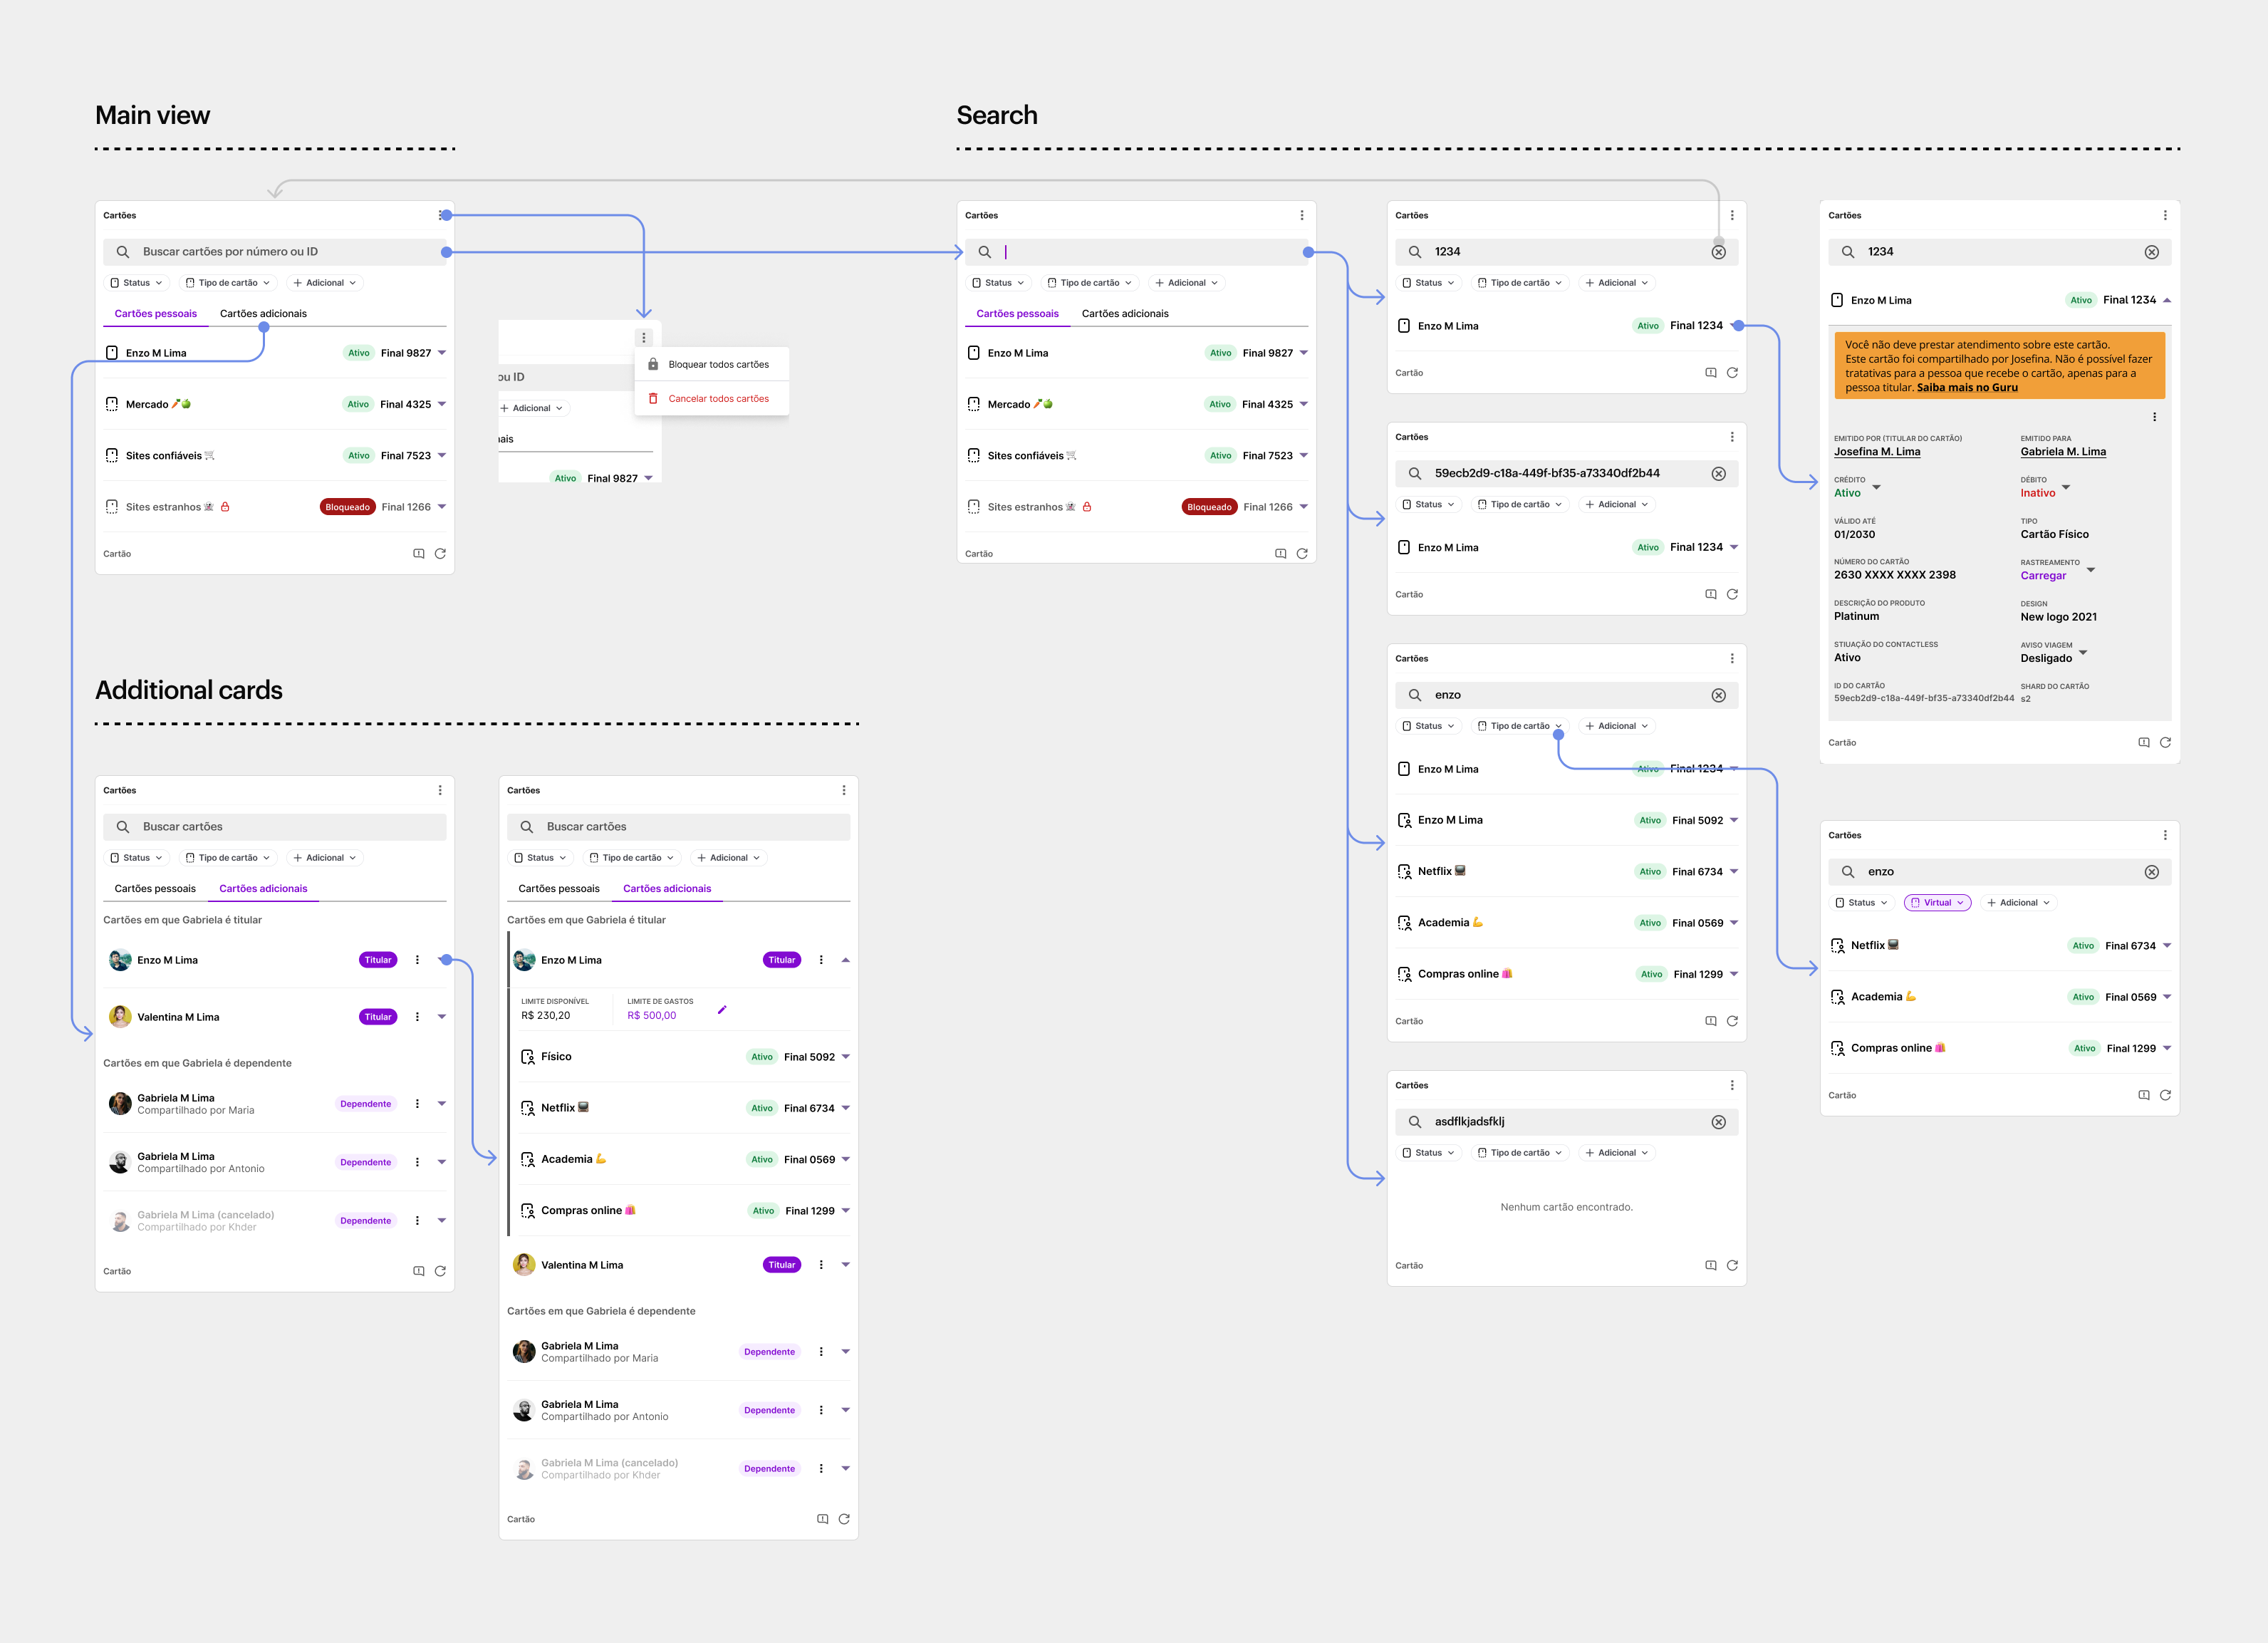 Main view
Cartões
Buscar cartões por número ou ID
Status
Tipo de cartão
Adicional
Cartões pessoais
Cartões adicionais
Enzo M Lima
Ativo
Final 9827
Mercado
Ativo
Final 4325
Sites confiáveis
Ativo
Final 7523
Sites estranhos
Bloqueado
Final 1266
Cartão
ou ID
Adicional
nais
Ativo
Final 9827
Bloquear todos cartões
Cancelar todos cartões
Search
Cartões
Status
Tipo de cartão
Adicional
Cartões pessoais
Cartões adicionais
Enzo M Lima
Ativo
Final 9827
Mercado
Ativo
Final 4325
Sites confiáveis
Ativo
Final 7523
Sites estranhos
Bloqueado
Final 1266
Cartão
Cartões
1234
Status
Tipo de cartão
Adicional
Enzo M Lima
Ativo
Final 1234
Cartão
Cartões
59ecb2d9-c18a-449f-bf35-a73340df2b44
Status
Tipo de cartão
Adicional
Enzo M Lima
Ativo
Final 1234
Cartão
Cartões
enzo
Status
Tipo de cartão
Adicional
Enzo M Lima
Ativo
Final 1234
Enzo M Lima
Ativo
Final 5092
Netflix
Ativo
Final 6734
Academia
Ativo
Final 0569
Compras online
Ativo
Final 1299
Cartão
Cartões
asdflkjadsfklj
Status
Tipo de cartão
Adicional
Nenhum cartão encontrado.
Cartão
Cartões
1234
Enzo M Lima
Ativo
Final 1234
Você não deve prestar atendimento sobre este cartão.
Este cartão foi compartilhado por Josefina. Não é possível fazer
tratativas para a pessoa que recebe o cartão, apenas para a
pessoa titular. Saiba mais no Guru
EMITIDO POR (TITULAR DO CARTÃO)
Josefina M. Lima
EMITIDO PARA
Gabriela M. Lima
CRÉDITO
Ativo
DÉBITO
Inativo
VÁLIDO ATÉ
01/2030
TIPO
Cartão Físico
NÚMERO DO CARTÃO
2630 XXXX XXXX 2398
RASTREAMENTO
Carregar
DESCRIÇÃO DO PRODUTO
Platinum
DESIGN
New logo 2021
STIUAÇÃO DO CONTACTLESS
Ativo
AVISO VIAGEM
Desligado
ID DO CARTÃO
59ecb2d9-c18a-449f-bf35-a73340df2b44
SHARD DO CARTÃO
s2
Cartão
Cartões
enzo
Status
Virtual
Adicional
Netflix
Ativo
Final 6734
Academia
Ativo
Final 0569
Compras online
Ativo
Final 1299
Cartão
Additional cards
Cartões
Buscar cartões
Status
Tipo de cartão
Adicional
Cartões pessoais
Cartões adicionais
Cartões em que Gabriela é titular
Enzo M Lima
Titular
Valentina M Lima
Titular
Cartões em que Gabriela é dependente
Gabriela M Lima
Compartilhado por Maria
Dependente
Gabriela M Lima
Compartilhado por Antonio
Dependente
Gabriela M Lima (cancelado)
Compartilhado por Khder
Dependente
Cartão
Cartões
Buscar cartões
Status
Tipo de cartão
Adicional
Cartões pessoais
Cartões adicionais
Cartões em que Gabriela é titular
Enzo M Lima
Titular
LIMITE DISPONÍVEL
R$ 230,20
LIMITE DE GASTOS
R$ 500,00
Físico
Ativo
Final 5092
Netflix
Ativo
Final 6734
Academia
Ativo
Final 0569
Compras online
Ativo
Final 1299
Valentina M Lima
Titular
Cartões em que Gabriela é dependente
Gabriela M Lima
Compartilhado por Maria
Dependente
Gabriela M Lima
Compartilhado por Antonio
Dependente
Gabriela M Lima (cancelado)
Compartilhado por Khder
Dependente
Cartão